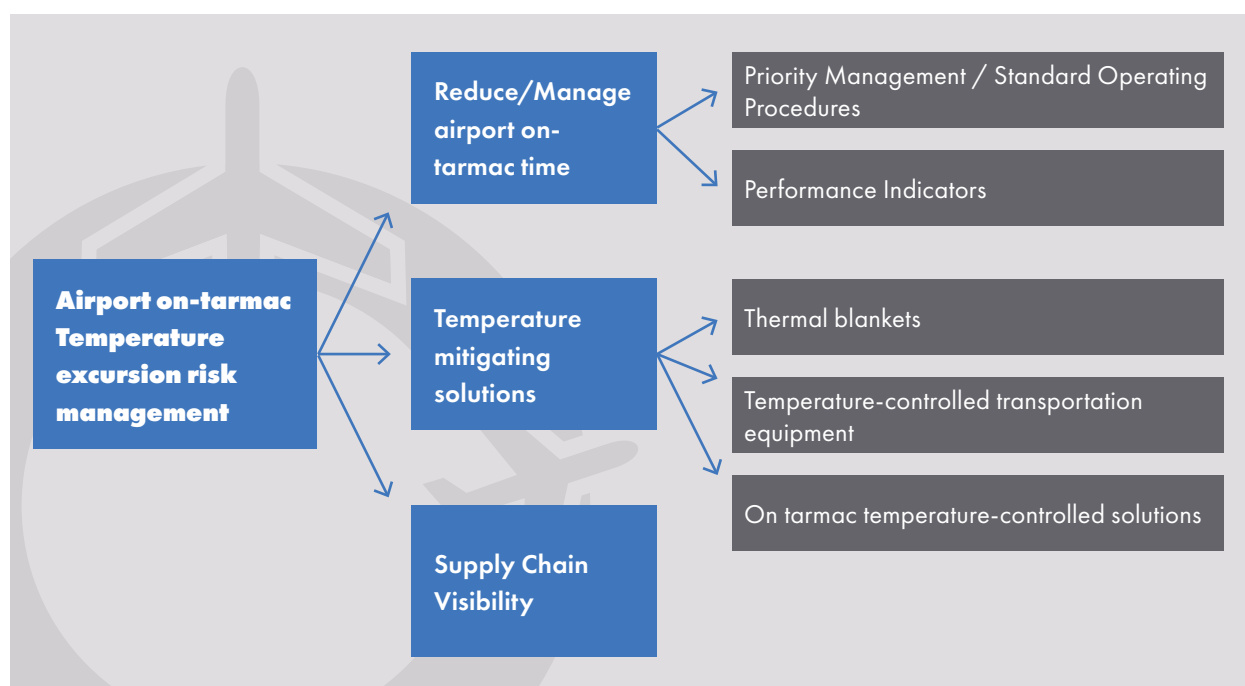 Airport on-tarmac
Temperature
excursion risk
management
Reduce/Manage
airport on-
tarmac time
Priority Management / Standard Operating
Procedures
Performance Indicators
Temperature
mitigating
solutions
Thermal blankets
Temperature-controlled transportation
equipment
On tarmac temperature-controlled solutions
Supply Chain
Visibility